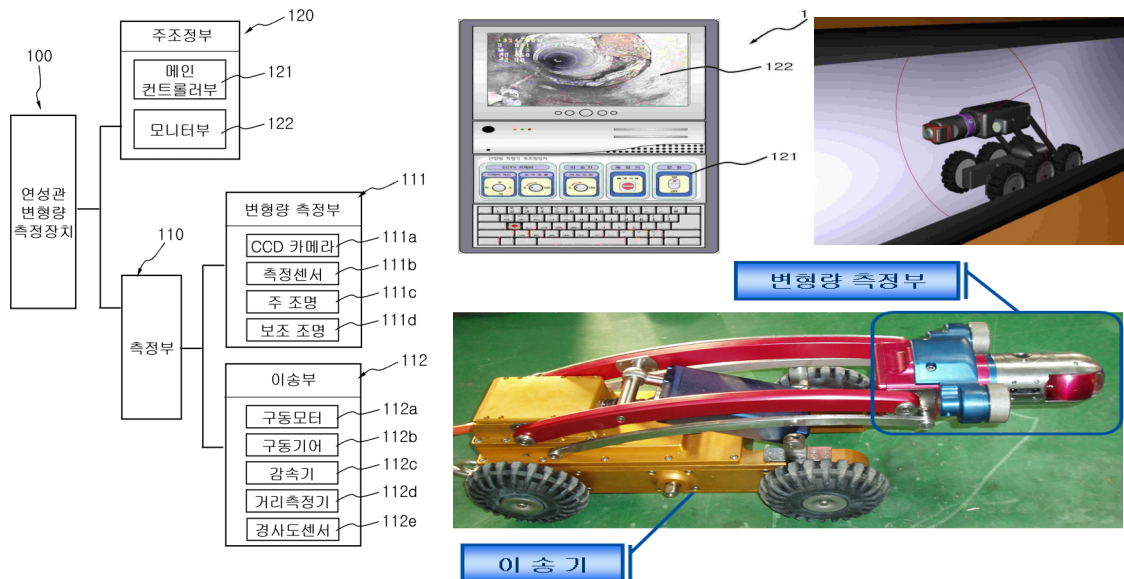 100
연성관
변형량
측정장치
120
주조정부
메인
컨트롤러부
121
모니터부
122
110
측정부
111
변형량 측정부
CCD 카메라
111a
측정센서
111b
주 조명
111c
보조 조명
111d
112
이송부
구동모터
112a
구동기어
112b
감속기
112c
거리측정기
112d
경사도센서
112e
1
122
121
변형량 측정부
이 송 기